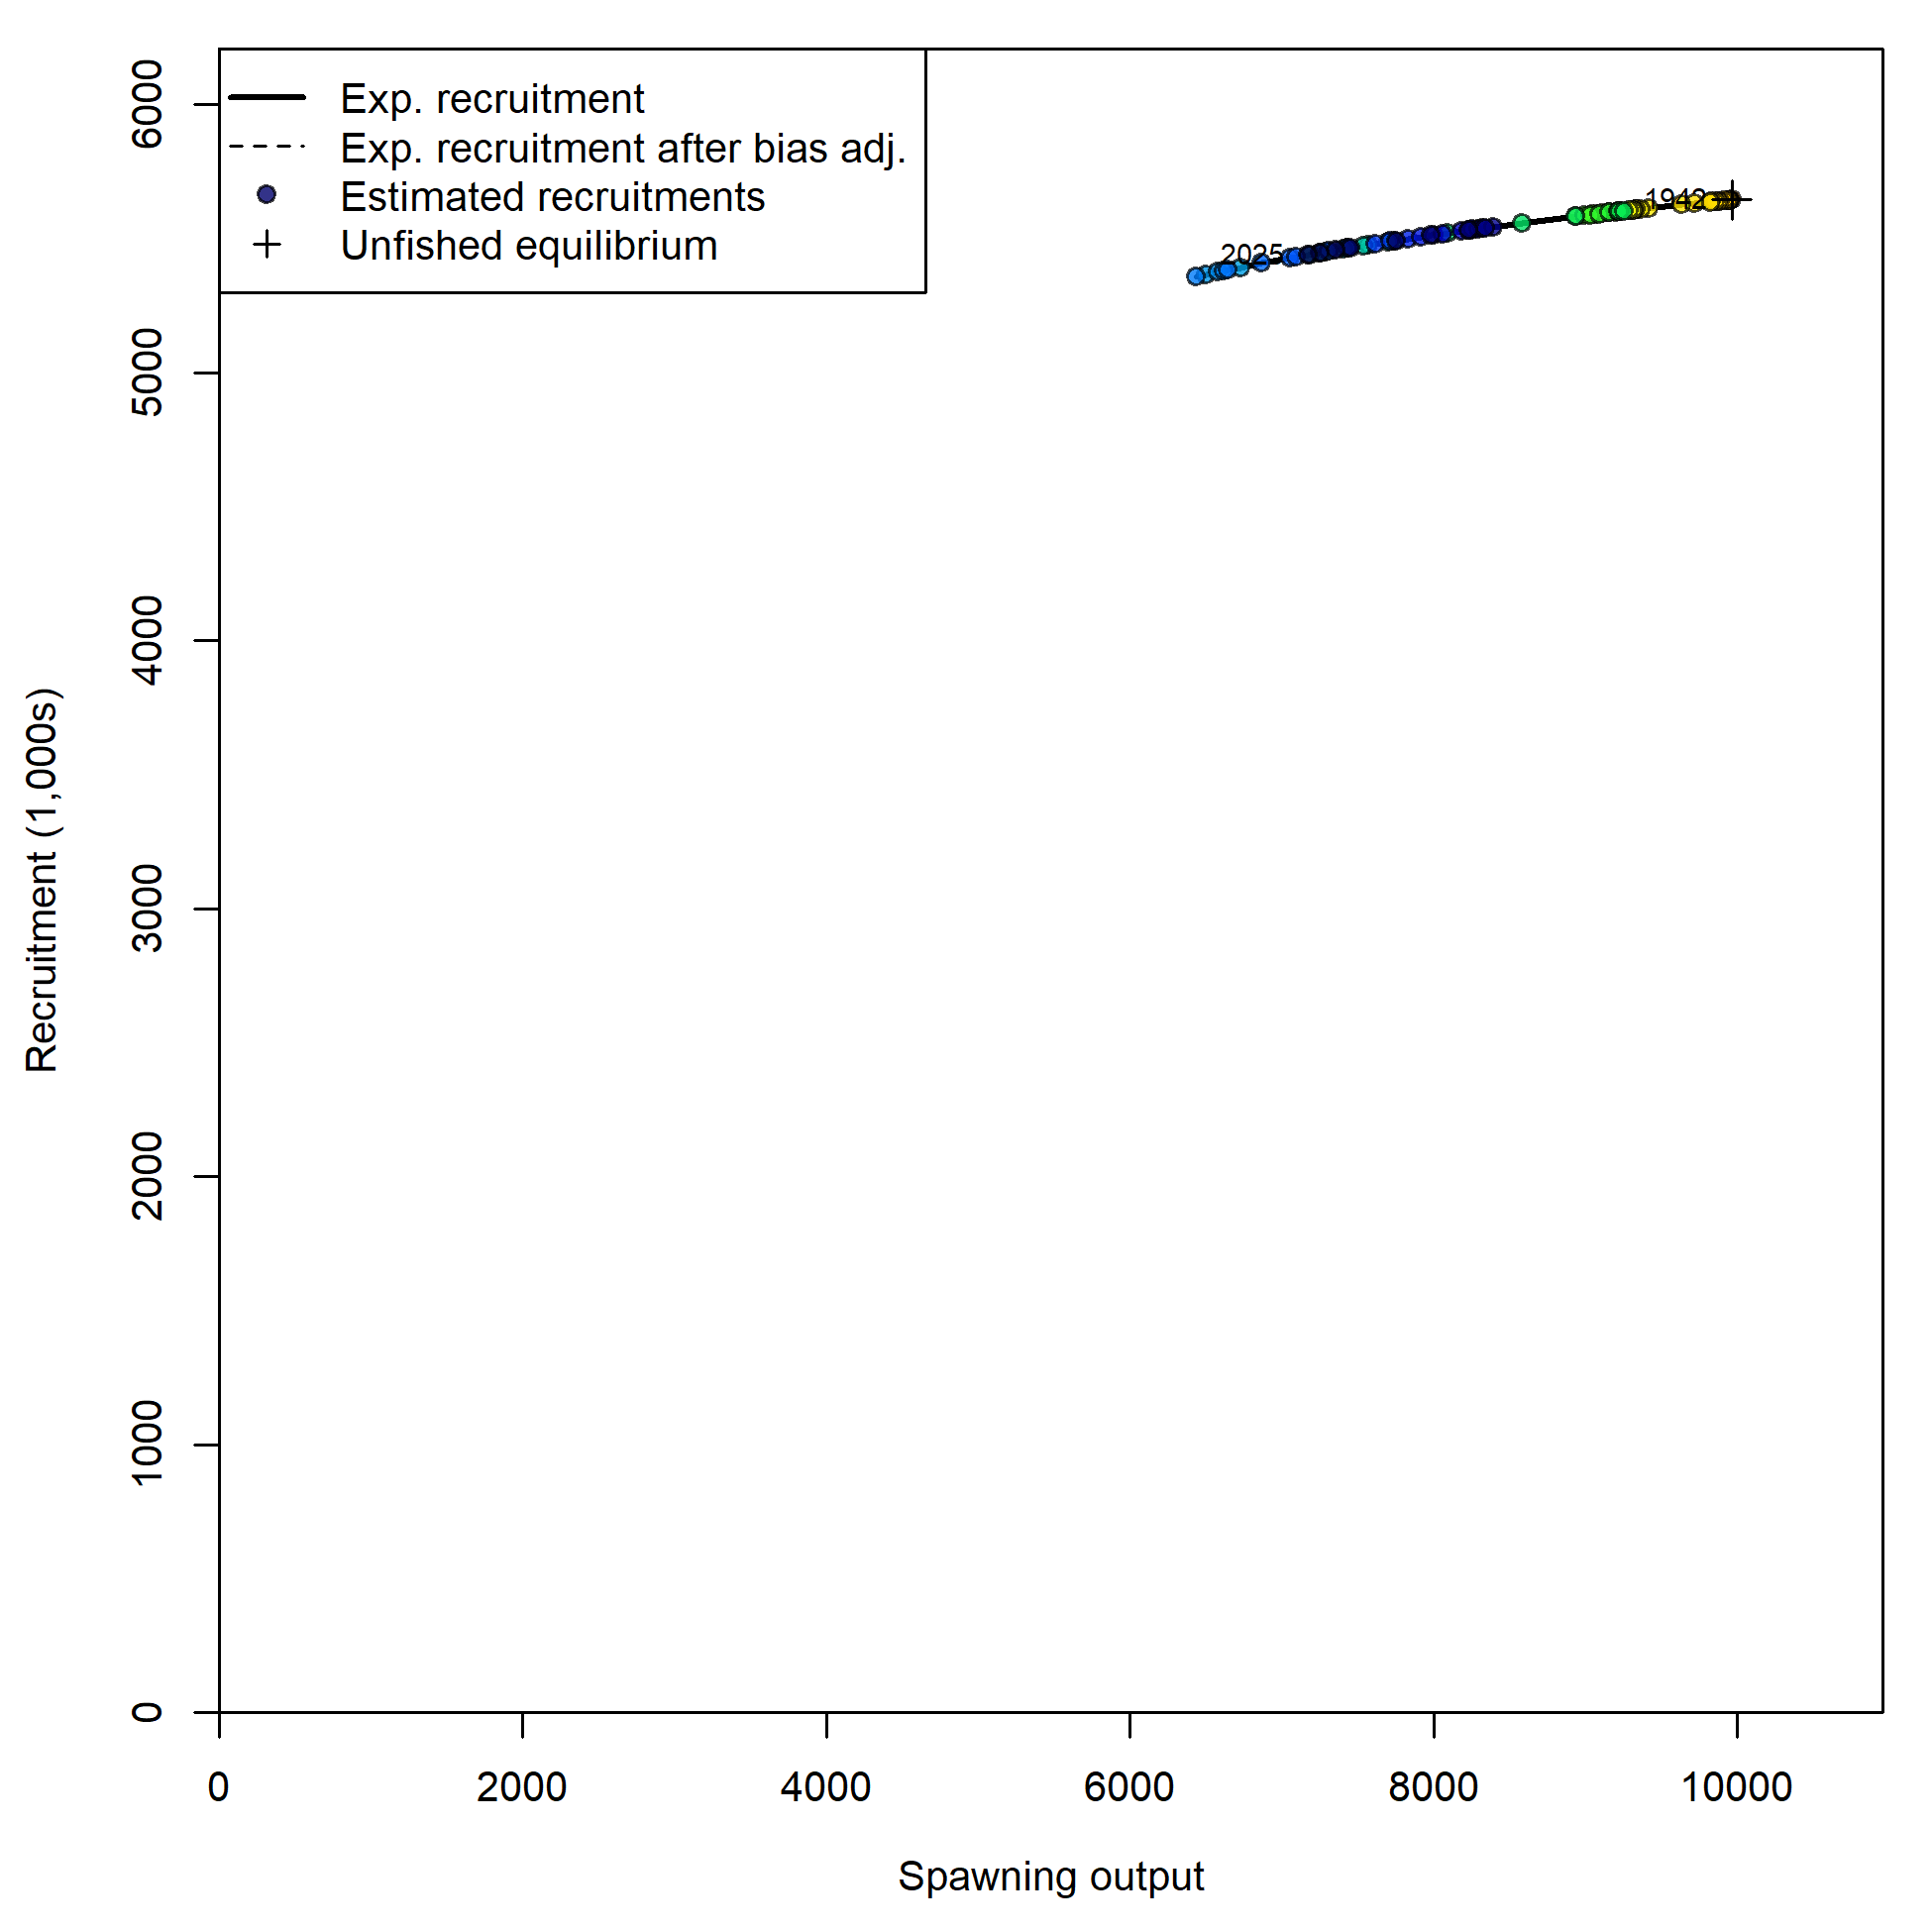 Exp. recruitment
Exp. recruitment after bias adj.
Estimated recruitments
Unfished equilibrium
1942
2025
6000
5000
4000
3000
2000
1000
0
Recruitment (1,000s)
0 2000 4000 6000 8000 10000
Spawning output